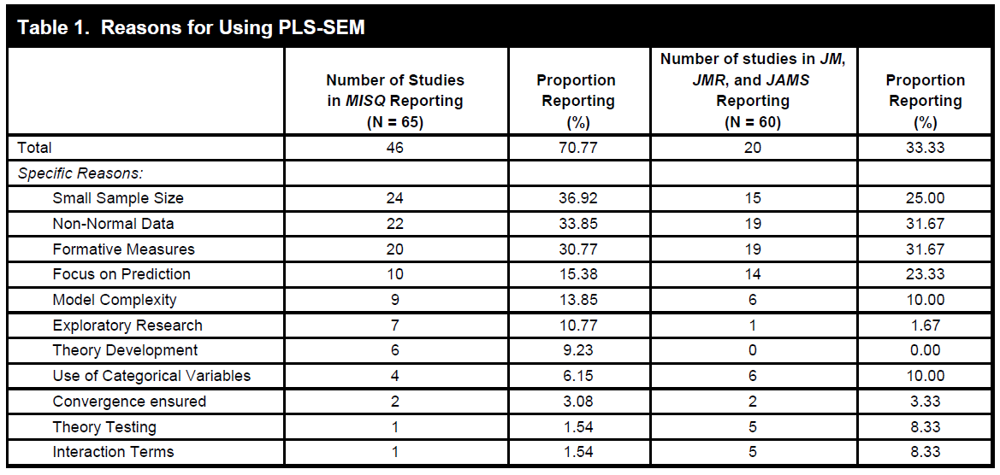 Table 1. Reasons for Using PLS-SEM
Number of Studies in MISQ Reporting (N = 65) Proportion Reporting (%) Number of studies in JM, JMR, and JAMS Reporting (N = 60) Proportion Reporting (%)
Total 46 70.77 20 33.33
Specific Reasons:
Small Sample Size 24 36.92 15 25.00
Non-Normal Data 22 33.85 19 31.67
Formative Measures 20 30.77 19 31.67
Focus on Prediction 10 15.38 14 23.33
Model Complexity 9 13.85 6 10.00
Exploratory Research 7 10.77 1 1.67
Theory Development 6 9.23 0 0.00
Use of Categorical Variables 4 6.15 6 10.00
Convergence ensured 2 3.08 2 3.33
Theory Testing 1 1.54 5 8.33
Interaction Terms 1 1.54 5 8.33